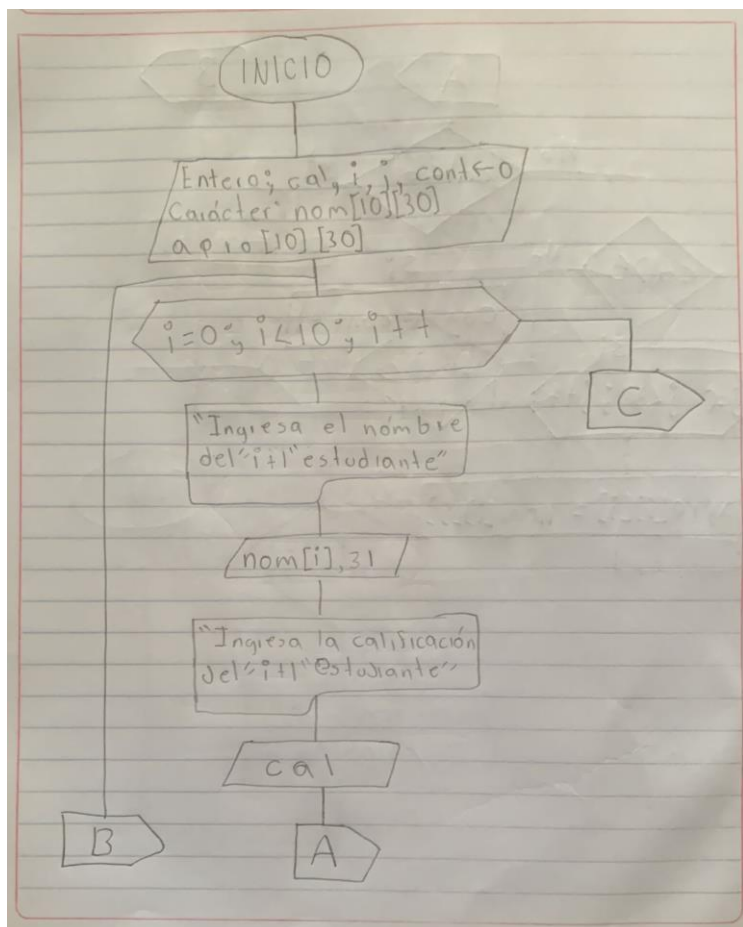 INICIO
Entero; cal, i, j, cont←0
Carácter nom[10][30]
apro[10][30]
i=0; i<10; i++
C
"Ingresa el nombre
del" i+1 "estudiante"
nom[i], 31
"Ingresa la calificación
del" i+1 "estudiante"
cal
B
A